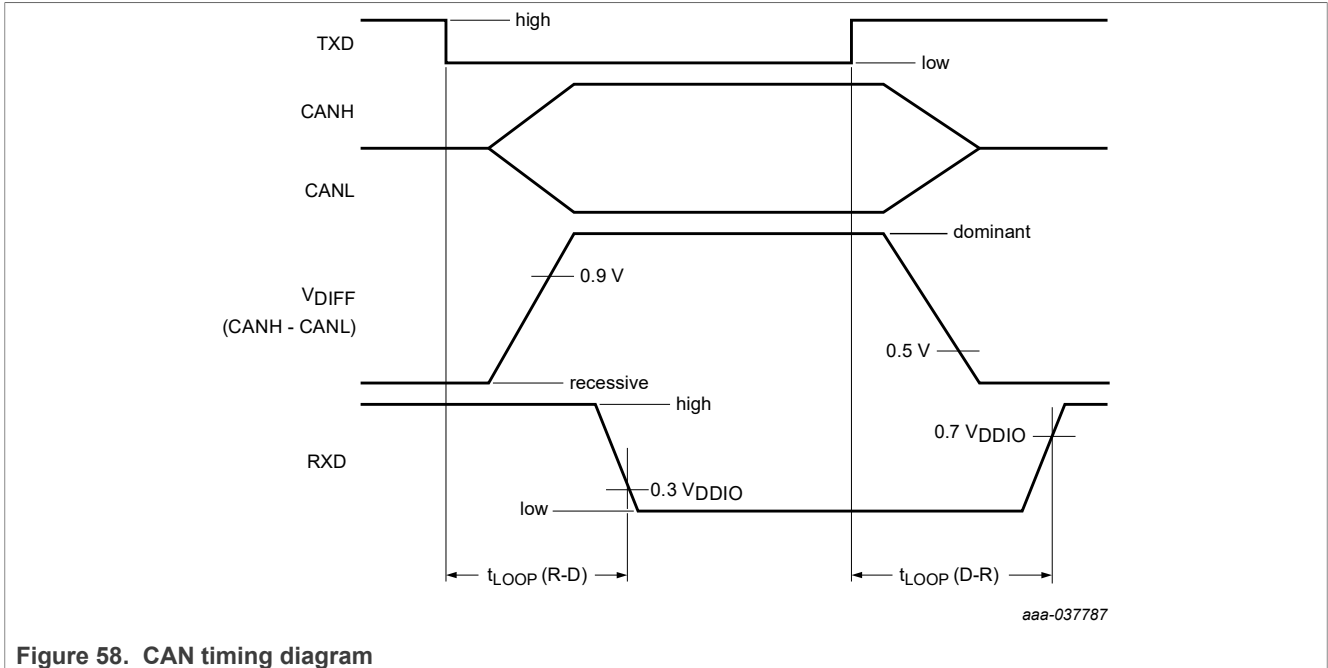 high
TXD
low
CANH
CANL
dominant
0.9 V
VDIFF
(CANH - CANL)
0.5 V
recessive
high
0.7 VDDIO
RXD
0.3 VDDIO
low
tLOOP (R-D)
tLOOP (D-R)
aaa-037787
Figure 58. CAN timing diagram